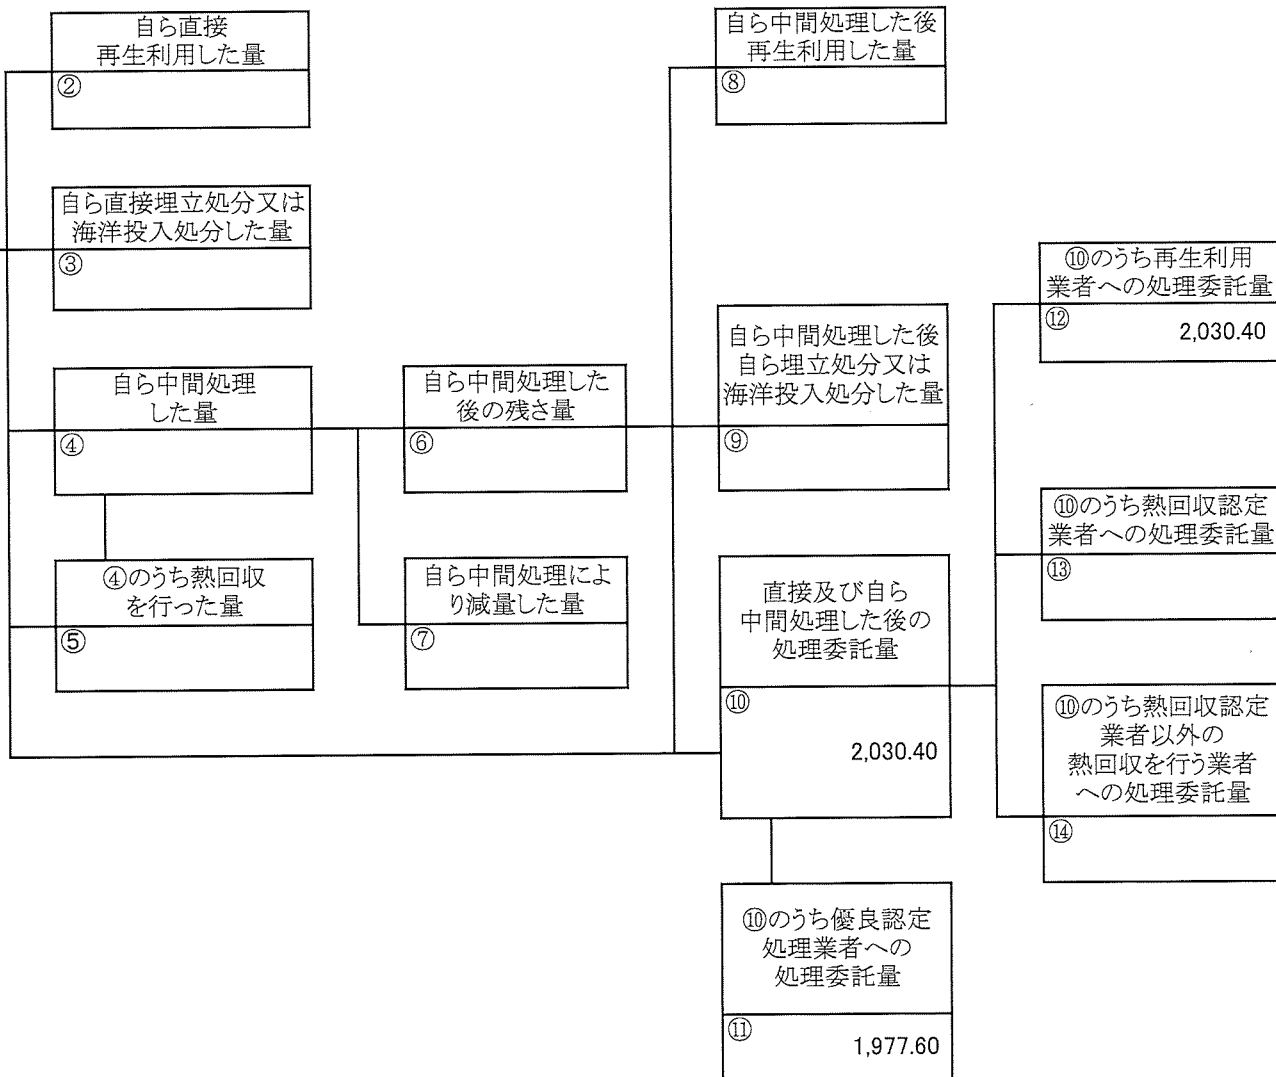 自ら直接
再生利用した量
②
自ら直接埋立処分又は
海洋投入処分した量
③
自ら中間処理
した量
④
④のうち熱回収
を行った量
⑤
自ら中間処理した
後の残さ量
⑥
自ら中間処理によ
り減量した量
⑦
自ら中間処理した後
再生利用した量
⑧
自ら中間処理した後
自ら埋立処分又は
海洋投入処分した量
⑨
直接及び自ら
中間処理した後の
処理委託量
⑩
2,030.40
⑩のうち優良認定
処理業者への
処理委託量
⑪
1,977.60
⑩のうち再生利用
業者への処理委託量
⑫
2,030.40
⑩のうち熱回収認定
業者への処理委託量
⑬
⑩のうち熱回収認定
業者以外の
熱回収を行う業者
への処理委託量
⑭